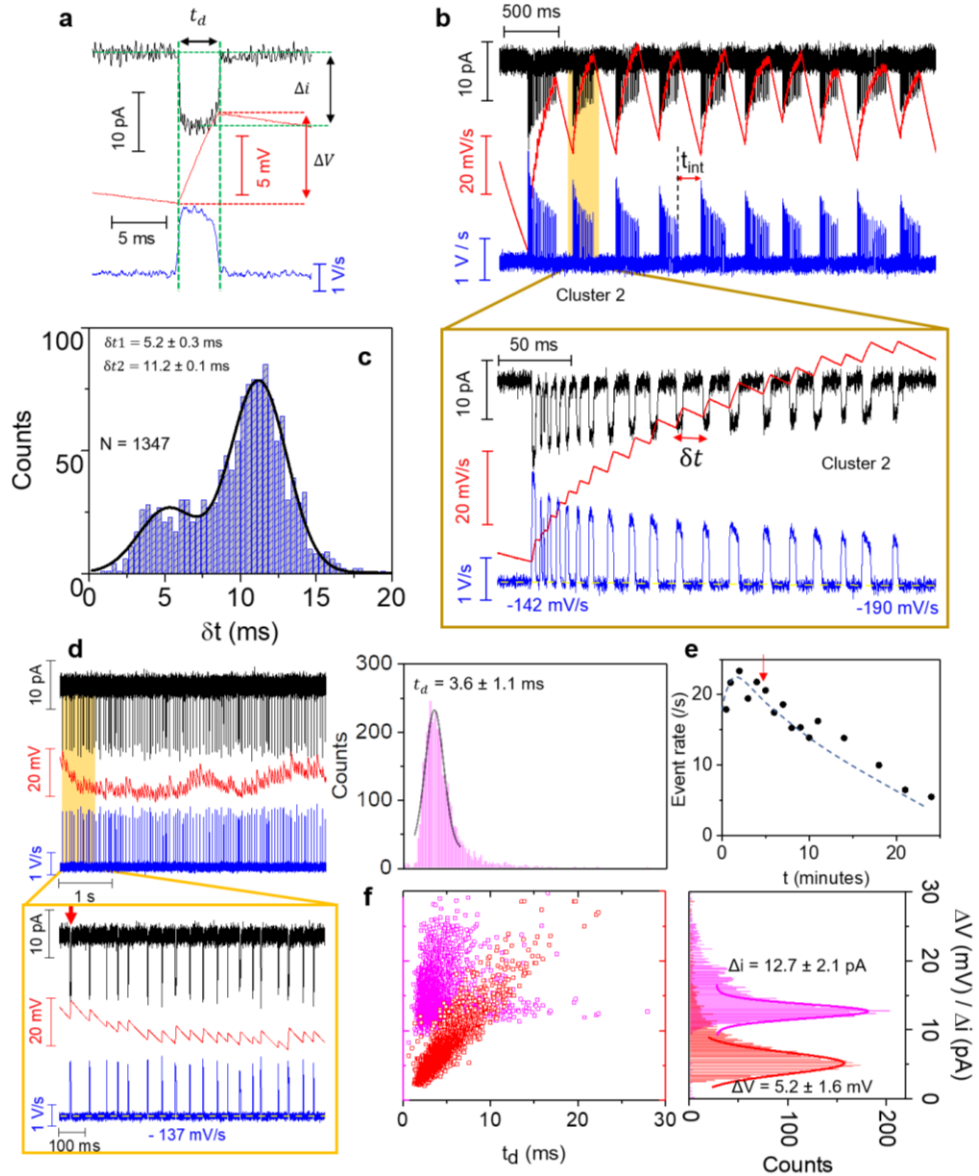 a
t_d
Δi
10 pA
5 mV
ΔV
5 ms
1 V/s
b
500 ms
10 pA
20 mV/s
t_int
1 V / s
Cluster 2
50 ms
10 pA
20 mV/s
δt
Cluster 2
1 V/s
-142 mV/s
-190 mV/s
c
100
50
0
δt1 = 5.2 ± 0.3 ms
δt2 = 11.2 ± 0.1 ms
N = 1347
Counts
0 5 10 15 20
δt (ms)
d
10 pA
20 mV
1 V/s
1 s
10 pA
20 mV
1 V/s
- 137 mV/s
100 ms
300
200
100
0
Counts
t_d = 3.6 ± 1.1 ms
e
20
10
0
Event rate (/s)
0 10 20
t (minutes)
f
0 10 20 30
t_d (ms)
Δi = 12.7 ± 2.1 pA
ΔV = 5.2 ± 1.6 mV
30
20
10
0
ΔV (mV) / Δi (pA)
0 100 200
Counts